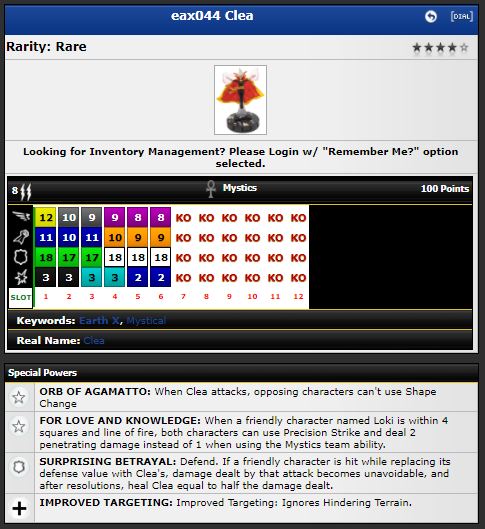 eax044 Clea
[DIAL]
Rarity: Rare
Looking for Inventory Management? Please Login w/ "Remember Me?" option
selected.
8 Mystics 100 Points
12 10 9 9 8 8 KO KO KO KO KO KO
11 10 11 10 9 9 KO KO KO KO KO KO
18 17 17 18 18 18 KO KO KO KO KO KO
3 3 3 3 2 2 KO KO KO KO KO KO
SLOT 1 2 3 4 5 6 7 8 9 10 11 12
Keywords: Earth X, Mystical
Real Name: Clea
Special Powers
ORB OF AGAMATTO: When Clea attacks, opposing characters can't use Shape
Change
FOR LOVE AND KNOWLEDGE: When a friendly character named Loki is within 4
squares and line of fire, both characters can use Precision Strike and deal 2
penetrating damage instead of 1 when using the Mystics team ability.
SURPRISING BETRAYAL: Defend. If a friendly character is hit while replacing its
defense value with Clea's, damage dealt by that attack becomes unavoidable, and
after resolutions, heal Clea equal to half the damage dealt.
IMPROVED TARGETING: Improved Targeting: Ignores Hindering Terrain.